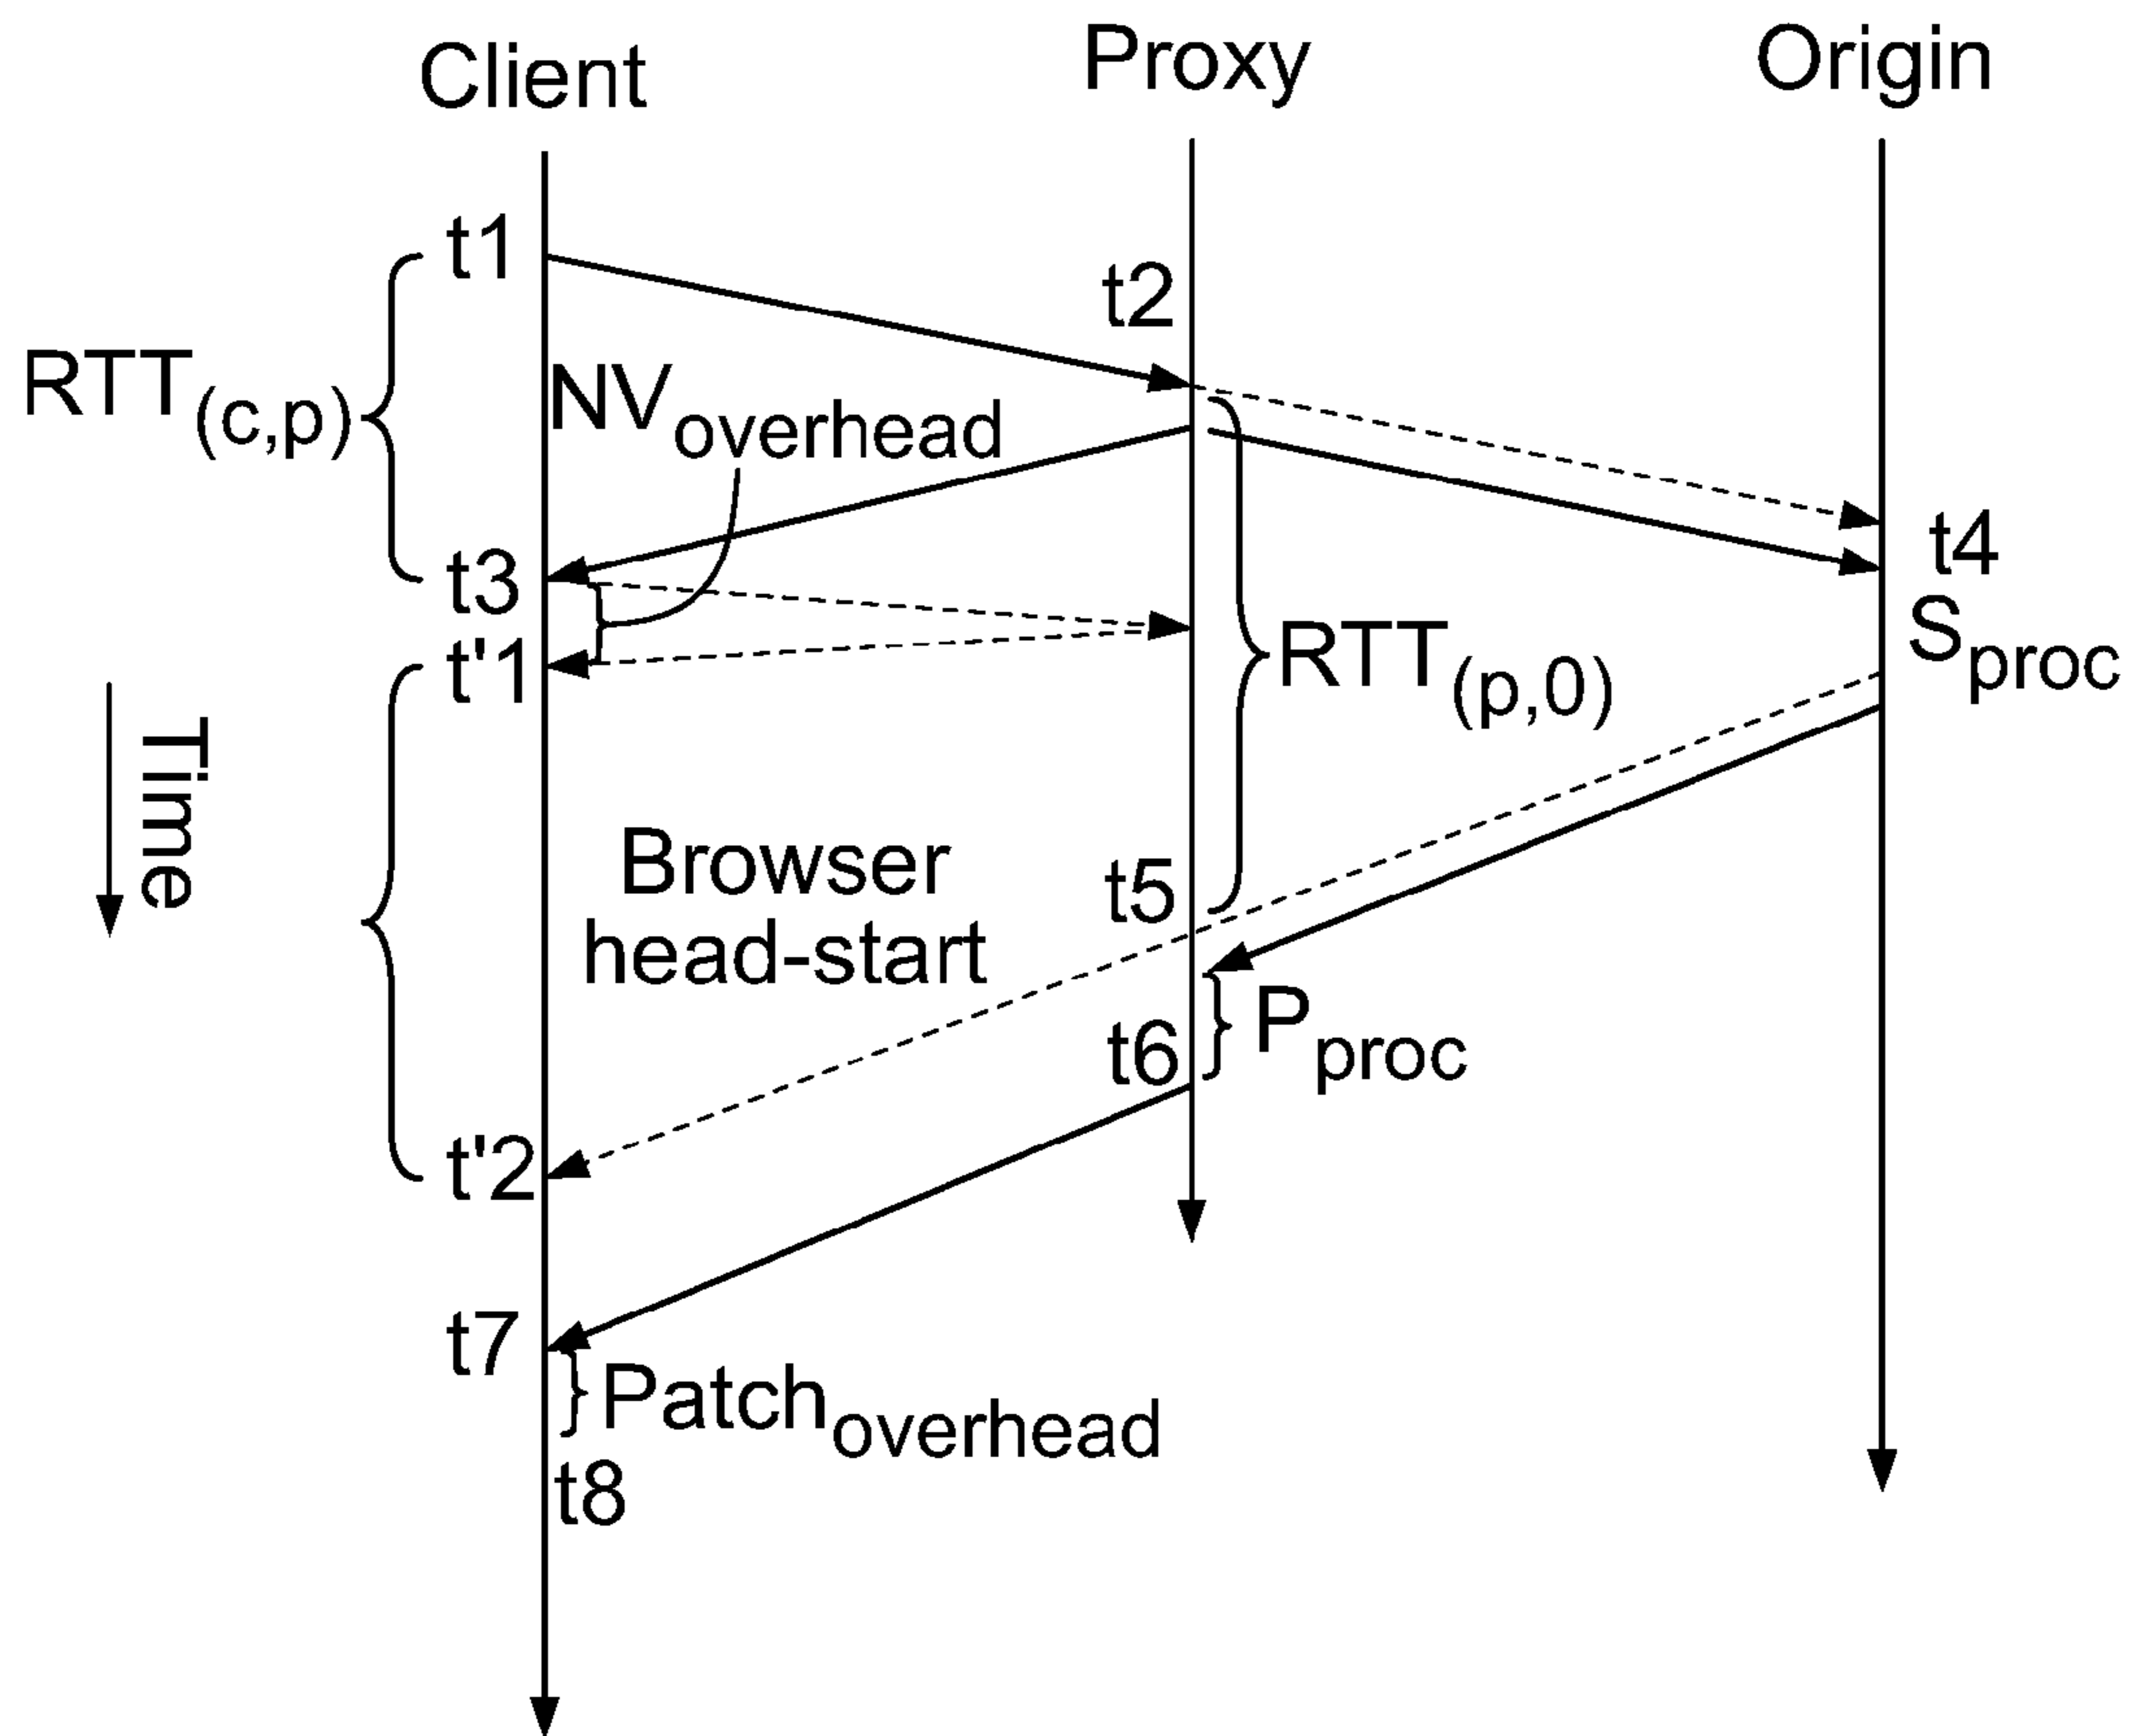 Client
Proxy
Origin
t1
t2
RTT(c,p)
NVoverhead
t3
t4
t'1
Sproc
RTT(p,0)
Time
Browser
head-start
t5
Pproc
t6
t'2
t7
Patchoverhead
t8